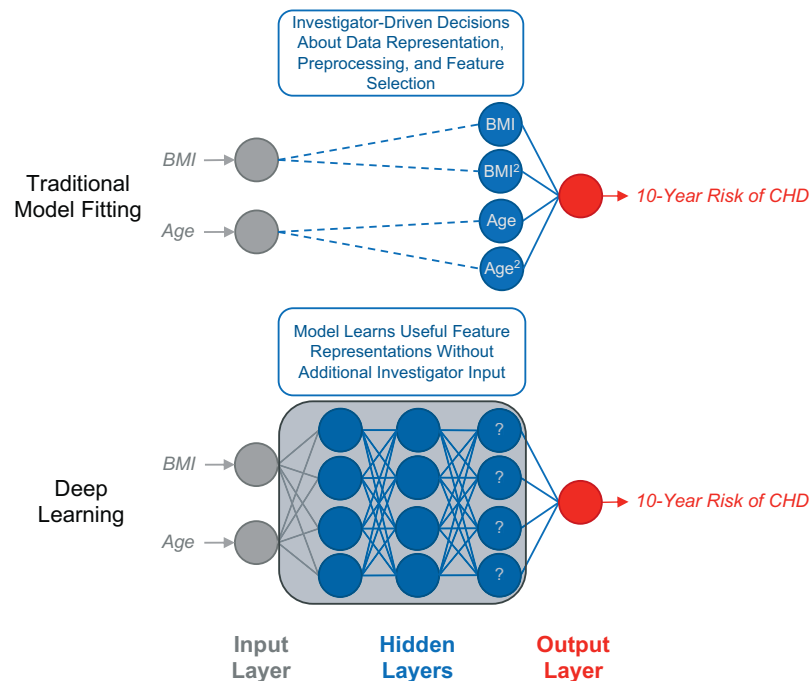 Investigator-Driven Decisions
About Data Representation,
Preprocessing, and Feature
Selection
Traditional
Model Fitting
BMI
Age
BMI
BMI²
Age
Age²
10-Year Risk of CHD
Model Learns Useful Feature
Representations Without
Additional Investigator Input
Deep
Learning
BMI
Age
?
?
?
?
10-Year Risk of CHD
Input
Layer
Hidden
Layers
Output
Layer